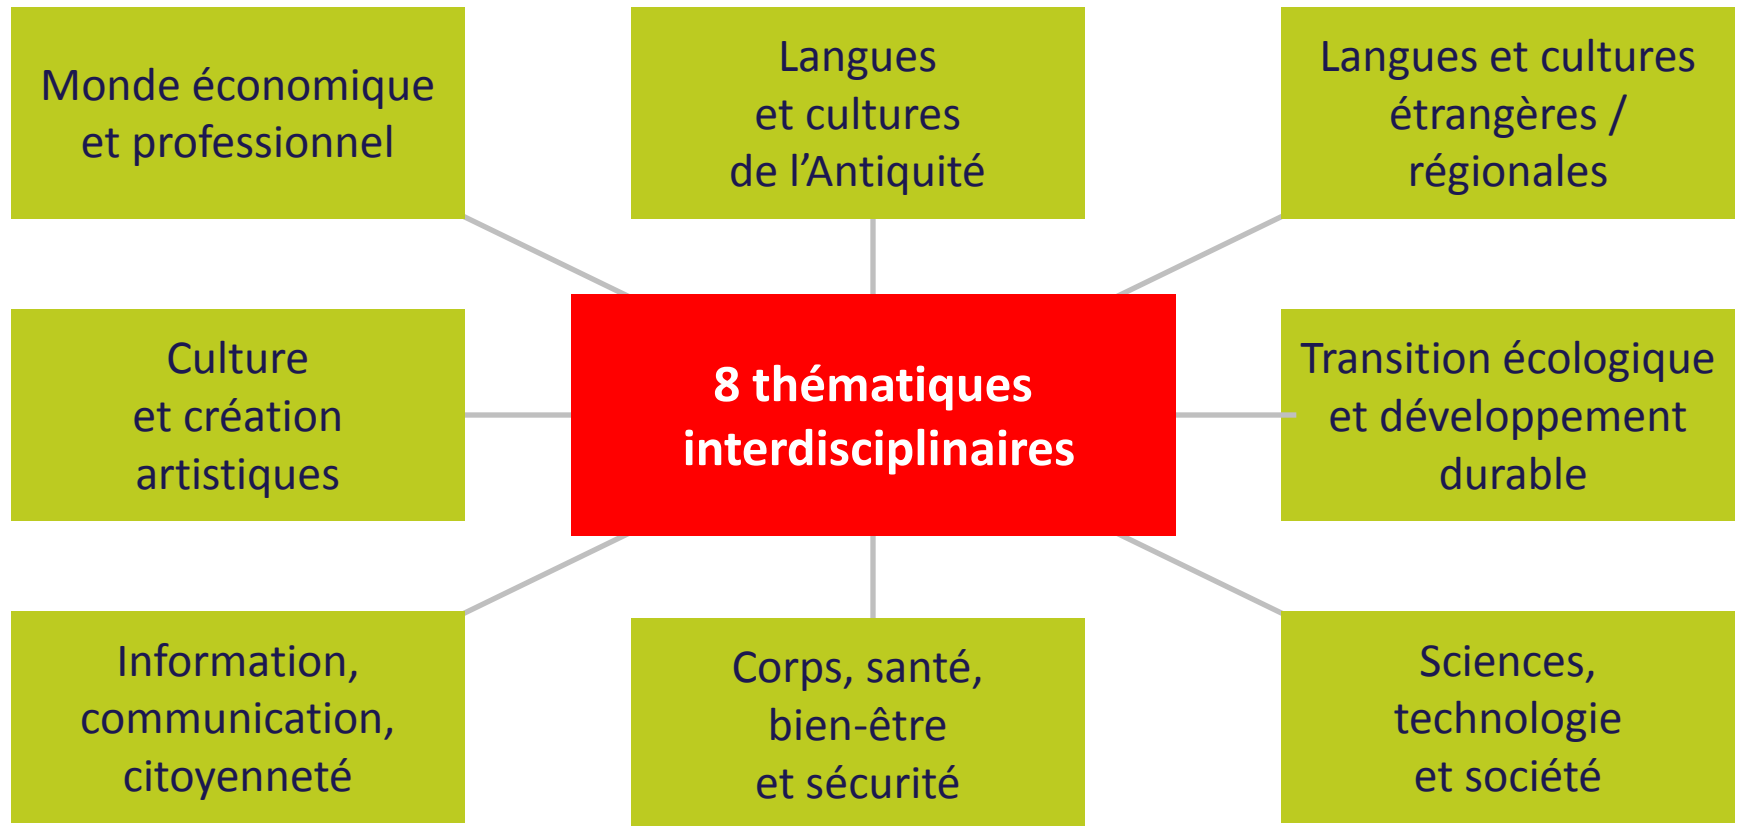 Monde économique
et professionnel
Langues
et cultures
de l’Antiquité
Langues et cultures
étrangères /
régionales
Culture
et création
artistiques
8 thématiques
interdisciplinaires
Transition écologique
et développement
durable
Information,
communication,
citoyenneté
Corps, santé,
bien-être
et sécurité
Sciences,
technologie
et société